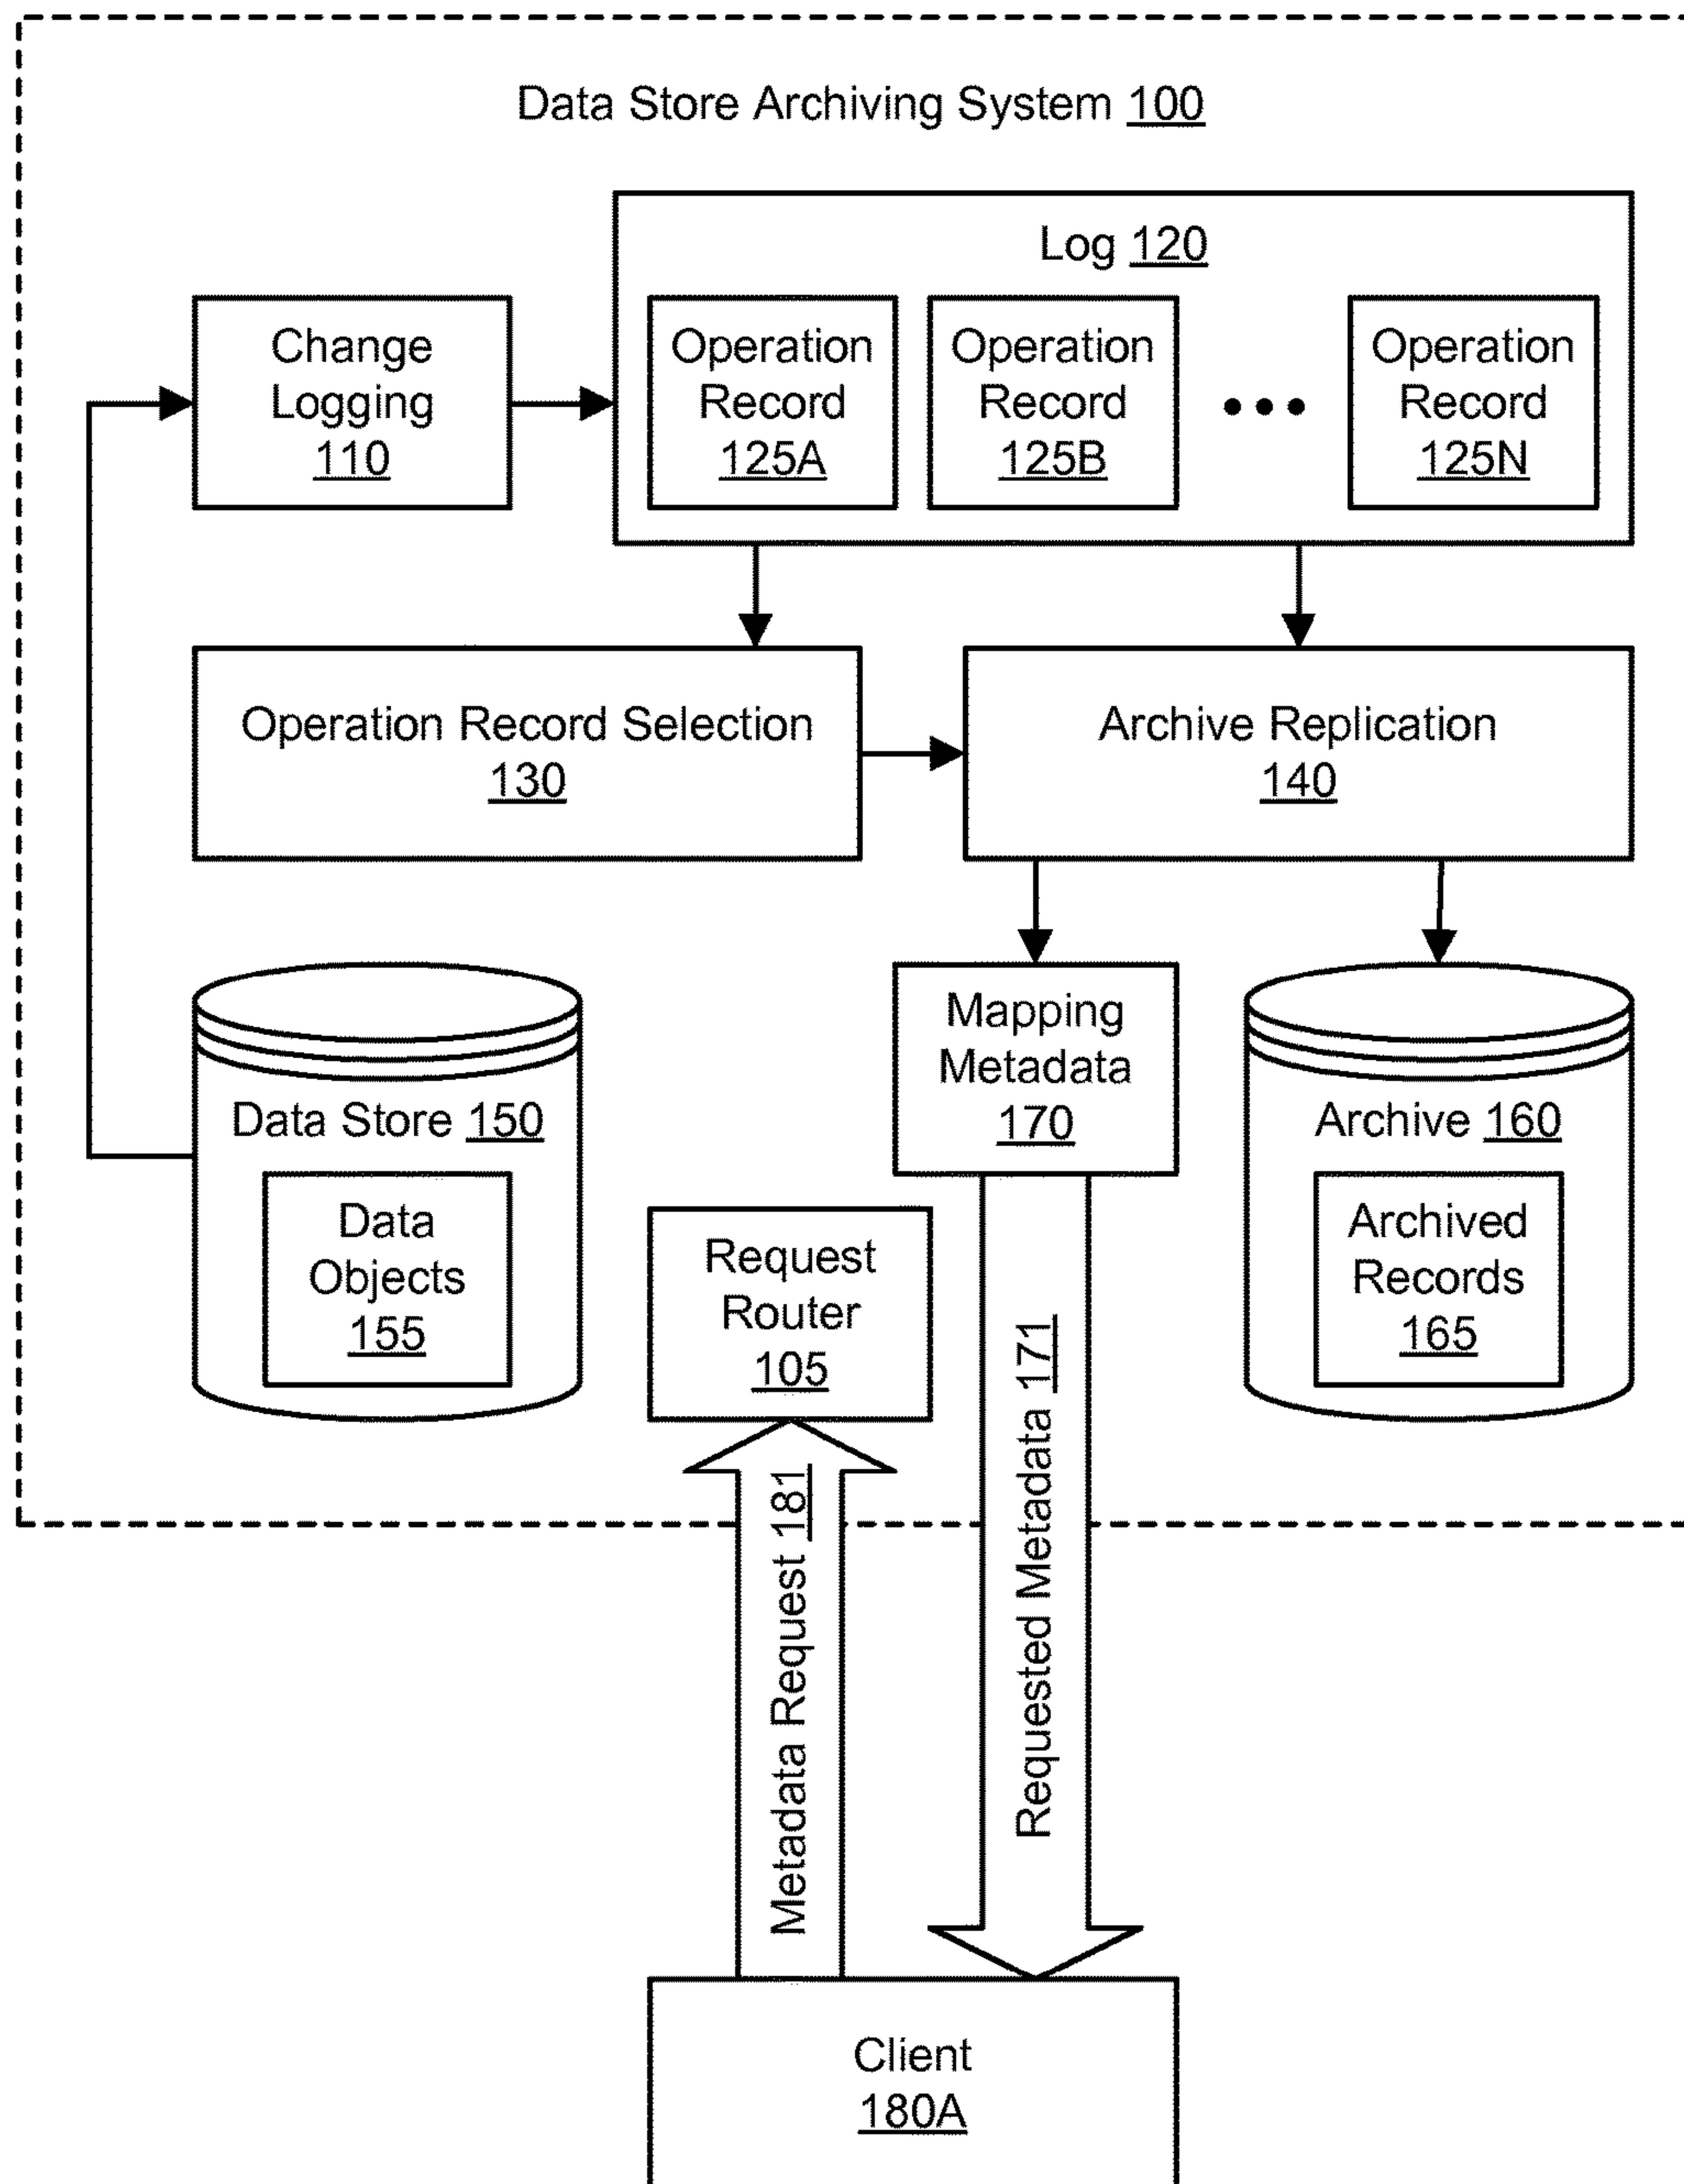 Data Store Archiving System 100
Log 120
Change
Logging
110
Operation
Record
125A
Operation
Record
125B
•••
Operation
Record
125N
Operation Record Selection
130
Archive Replication
140
Data Store 150
Data
Objects
155
Mapping
Metadata
170
Archive 160
Archived
Records
165
Request
Router
105
Metadata Request 181
Requested Metadata 171
Client
180A